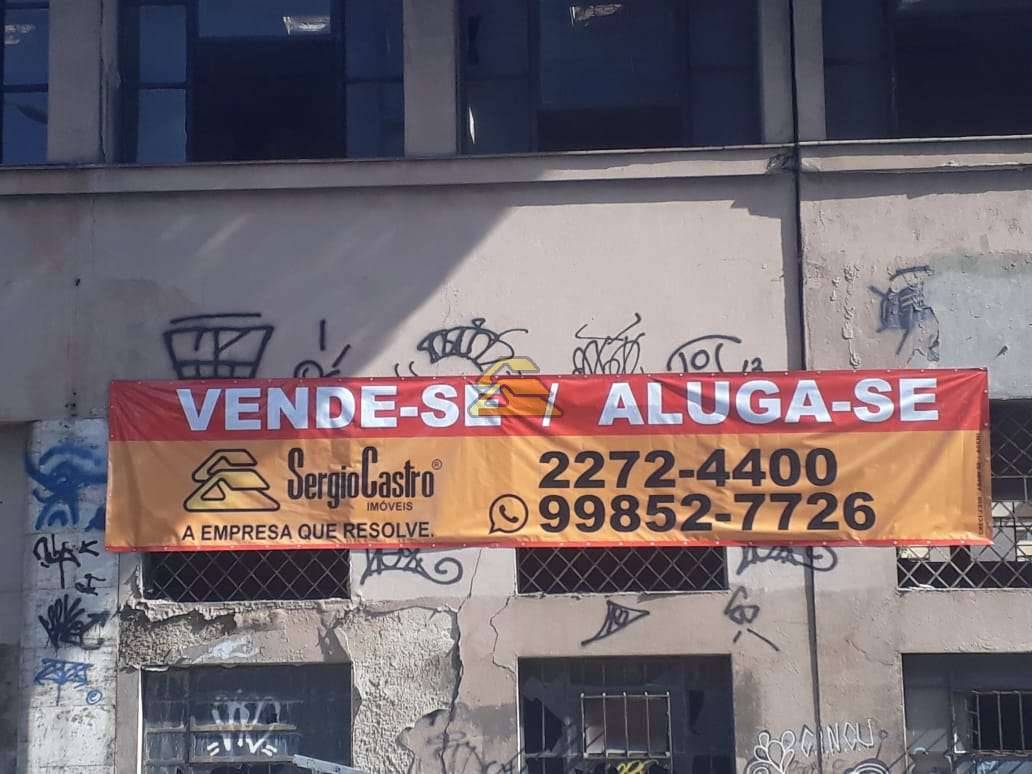 VENDE-SE / ALUGA-SE
SergioCastro®
IMÓVEIS
A EMPRESA QUE RESOLVE.
2272-4400
99852-7726